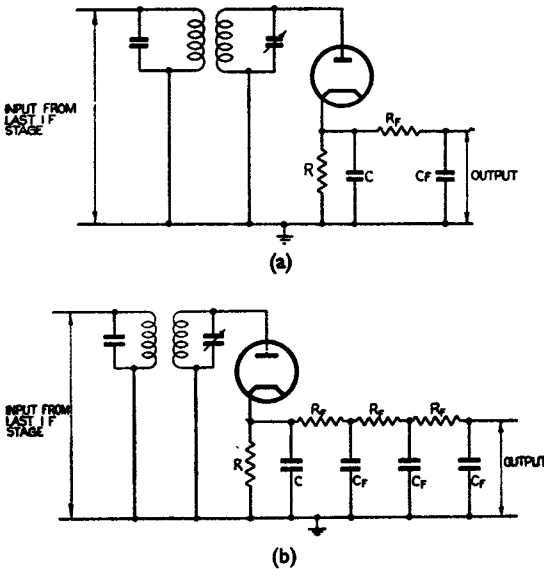 INPUT FROM
LAST I F
STAGE
R
C
RF
CF
OUTPUT
(a)
INPUT FROM
LAST I F
STAGE
R
C
RF
CF
RF
CF
RF
CF
OUTPUT
(b)